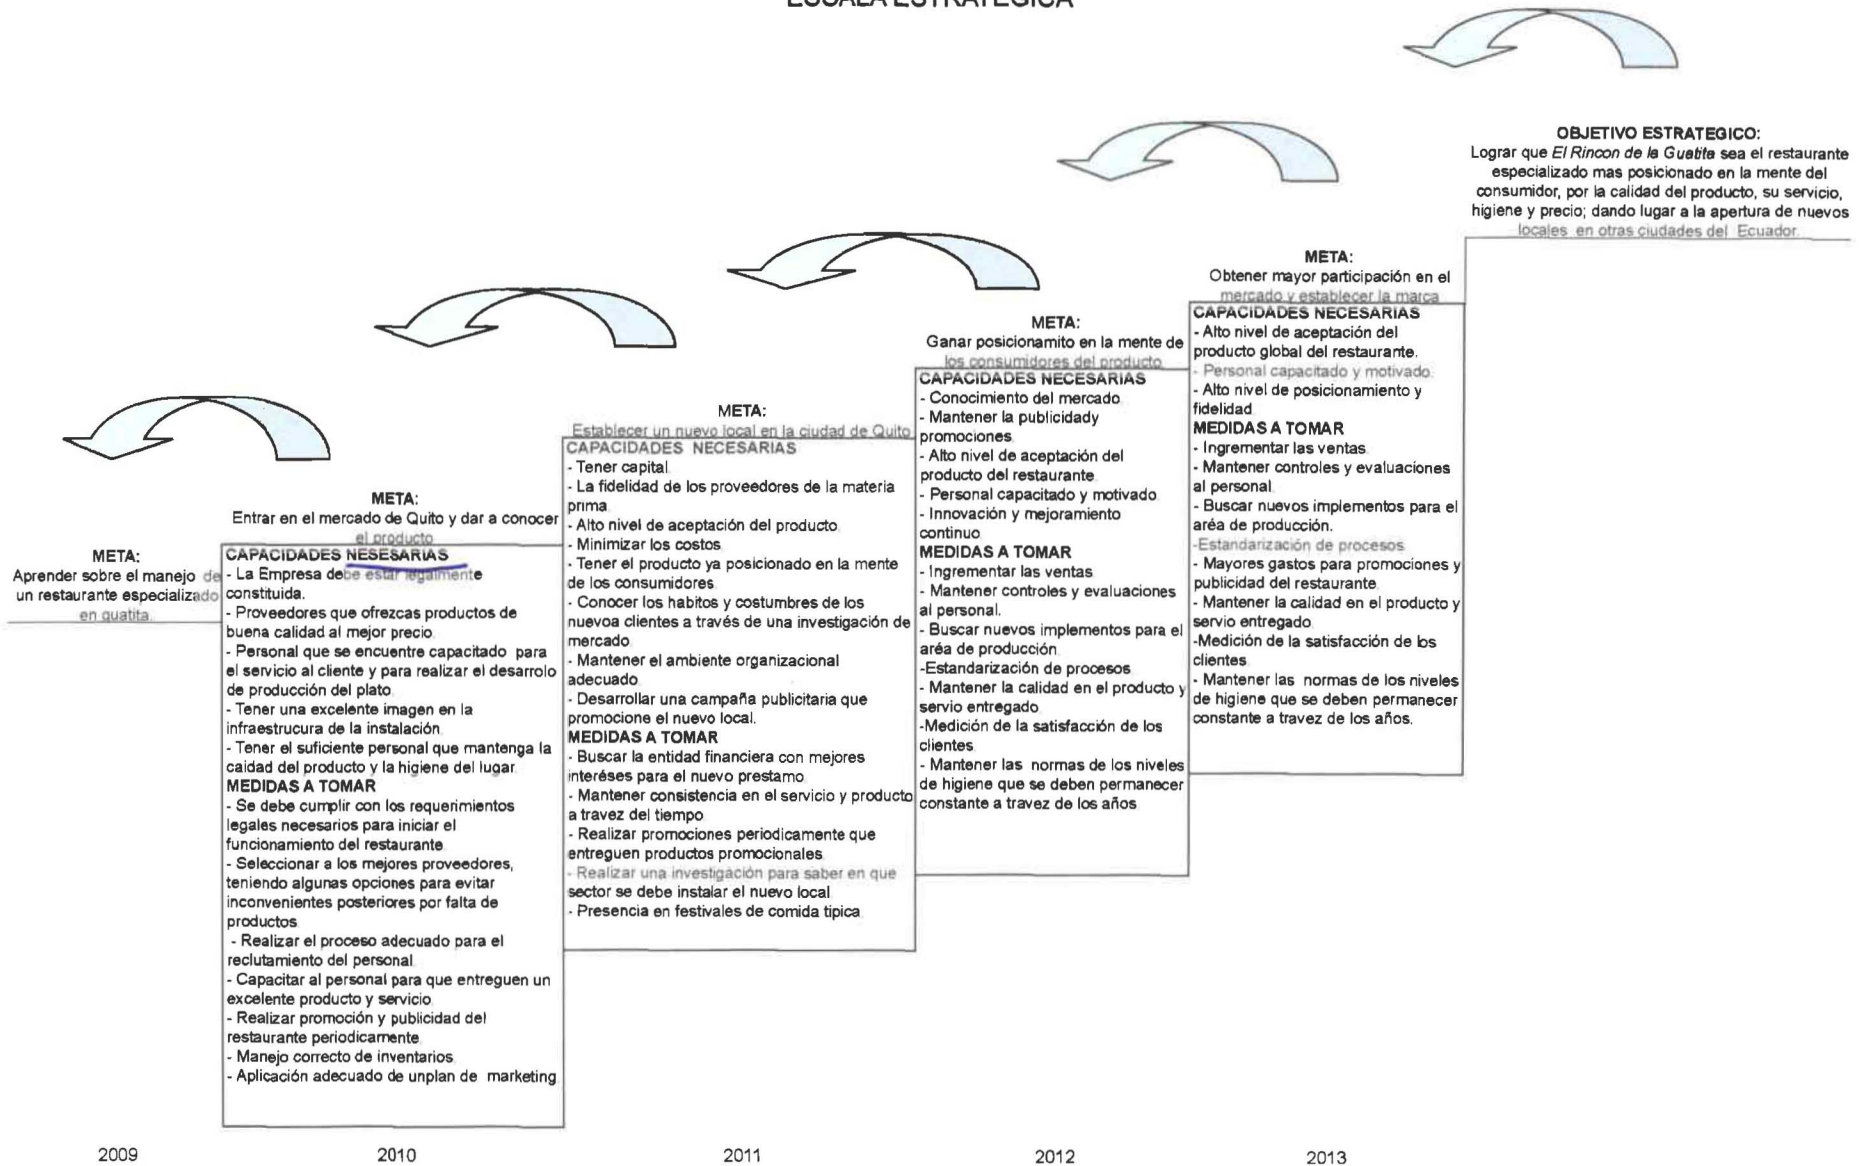 ESCALA ESTRATEGICA
OBJETIVO ESTRATEGICO:
Lograr que El Rincon de la Guatita sea el restaurante
especializado mas posicionado en la mente del
consumidor, por la calidad del producto, su servicio,
higiene y precio; dando lugar a la apertura de nuevos
locales en otras ciudades del Ecuador.
META:
Obtener mayor participación en el
mercado y establecer la marca
CAPACIDADES NECESARIAS
- Alto nivel de aceptación del
producto global del restaurante.
- Personal capacitado y motivado.
- Alto nivel de posicionamiento y
fidelidad
MEDIDAS A TOMAR
- Ingrementar las ventas.
- Mantener controles y evaluaciones
al personal.
- Buscar nuevos implementos para el
aréa de producción.
-Estandarización de procesos
- Mayores gastos para promociones y
publicidad del restaurante.
- Mantener la calidad en el producto y
servio entregado.
-Medición de la satisfacción de los
clientes
- Mantener las normas de los niveles
de higiene que se deben permanecer
constante a travez de los años.
META:
Ganar posicionamito en la mente de
los consumidores del producto.
CAPACIDADES NECESARIAS
- Conocimiento del mercado.
- Mantener la publicidady
promociones.
- Alto nivel de aceptación del
producto del restaurante.
- Personal capacitado y motivado.
- Innovación y mejoramiento
continuo.
MEDIDAS A TOMAR
- Ingrementar las ventas.
- Mantener controles y evaluaciones
al personal.
- Buscar nuevos implementos para el
aréa de producción.
-Estandarización de procesos
- Mantener la calidad en el producto y
servio entregado
-Medición de la satisfacción de los
clientes.
- Mantener las normas de los niveles
de higiene que se deben permanecer
constante a travez de los años
META:
Establecer un nuevo local en la ciudad de Quito
CAPACIDADES NECESARIAS
- Tener capital.
- La fidelidad de los proveedores de la materia
prima.
- Alto nivel de aceptación del producto.
- Minimizar los costos.
- Tener el producto ya posicionado en la mente
de los consumidores.
- Conocer los habitos y costumbres de los
nuevoa clientes a través de una investigación de
mercado.
- Mantener el ambiente organizacional
adecuado.
- Desarrollar una campaña publicitaria que
promocione el nuevo local.
MEDIDAS A TOMAR
- Buscar la entidad financiera con mejores
interéses para el nuevo prestamo.
- Mantener consistencia en el servicio y producto
a travez del tiempo.
- Realizar promociones periodicamente que
entreguen productos promocionales.
- Realizar una investigación para saber en que
sector se debe instalar el nuevo local.
- Presencia en festivales de comida tipica.
META:
Entrar en el mercado de Quito y dar a conocer
el producto
CAPACIDADES NESESARIAS
- La Empresa debe estar legalmente
constituida.
- Proveedores que ofrezcas productos de
buena calidad al mejor precio.
- Personal que se encuentre capacitado para
el servicio al cliente y para realizar el desarrolo
de producción del plato.
- Tener una excelente imagen en la
infraestrucura de la instalación.
- Tener el suficiente personal que mantenga la
caidad del producto y la higiene del lugar.
MEDIDAS A TOMAR
- Se debe cumplir con los requerimientos
legales necesarios para iniciar el
funcionamiento del restaurante.
- Seleccionar a los mejores proveedores,
teniendo algunas opciones para evitar
inconvenientes posteriores por falta de
productos.
- Realizar el proceso adecuado para el
reclutamiento del personal.
- Capacitar al personal para que entreguen un
excelente producto y servicio.
- Realizar promoción y publicidad del
restaurante periodicamente.
- Manejo correcto de inventarios.
- Aplicación adecuado de unplan de marketing.
META:
Aprender sobre el manejo de
un restaurante especializado
en guatita.
2009
2010
2011
2012
2013